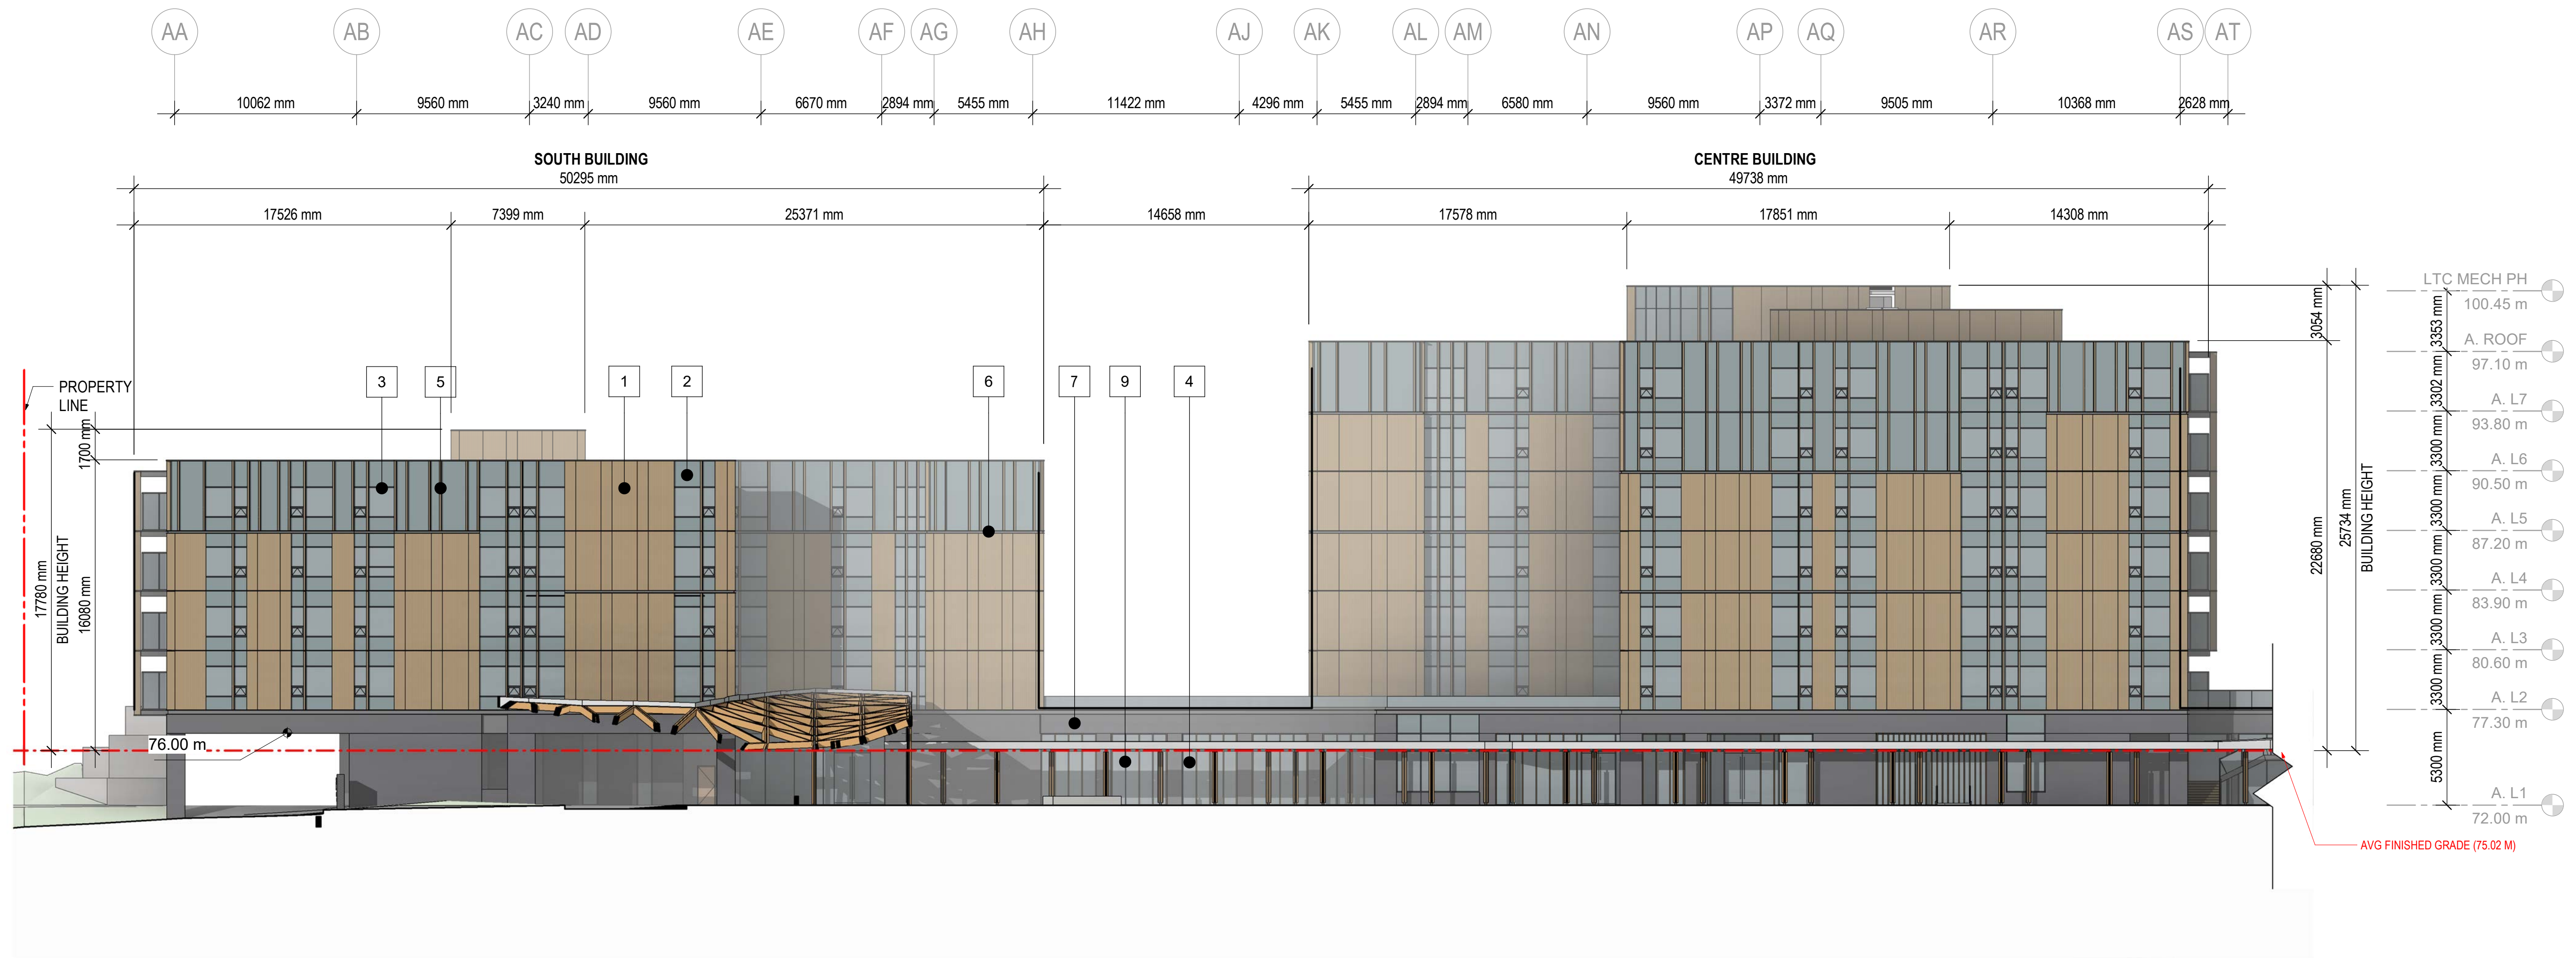 AA AB AC AD AE AF AG AH AJ AK AL AM AN AP AQ AR AS AT
10062 mm 9560 mm 3240 mm 9560 mm 6670 mm 2894 mm 5455 mm 11422 mm 4296 mm 5455 mm 2894 mm 6580 mm 9560 mm 3372 mm 9505 mm 10368 mm 2628 mm
SOUTH BUILDING
50295 mm
CENTRE BUILDING
49738 mm
17526 mm 7399 mm 25371 mm 14658 mm 17578 mm 17851 mm 14308 mm
PROPERTY
LINE
3 5 1 2 6 7 9 4
17780 mm
BUILDING HEIGHT
1700 mm
16080 mm
76.00 m
3054 mm
22680 mm
25734 mm
BUILDING HEIGHT
3353 mm
3302 mm
3300 mm
3300 mm
3300 mm
3300 mm
3300 mm
5300 mm
LTC MECH PH
100.45 m
A. ROOF
97.10 m
A. L7
93.80 m
A. L6
90.50 m
A. L5
87.20 m
A. L4
83.90 m
A. L3
80.60 m
A. L2
77.30 m
A. L1
72.00 m
AVG FINISHED GRADE (75.02 M)